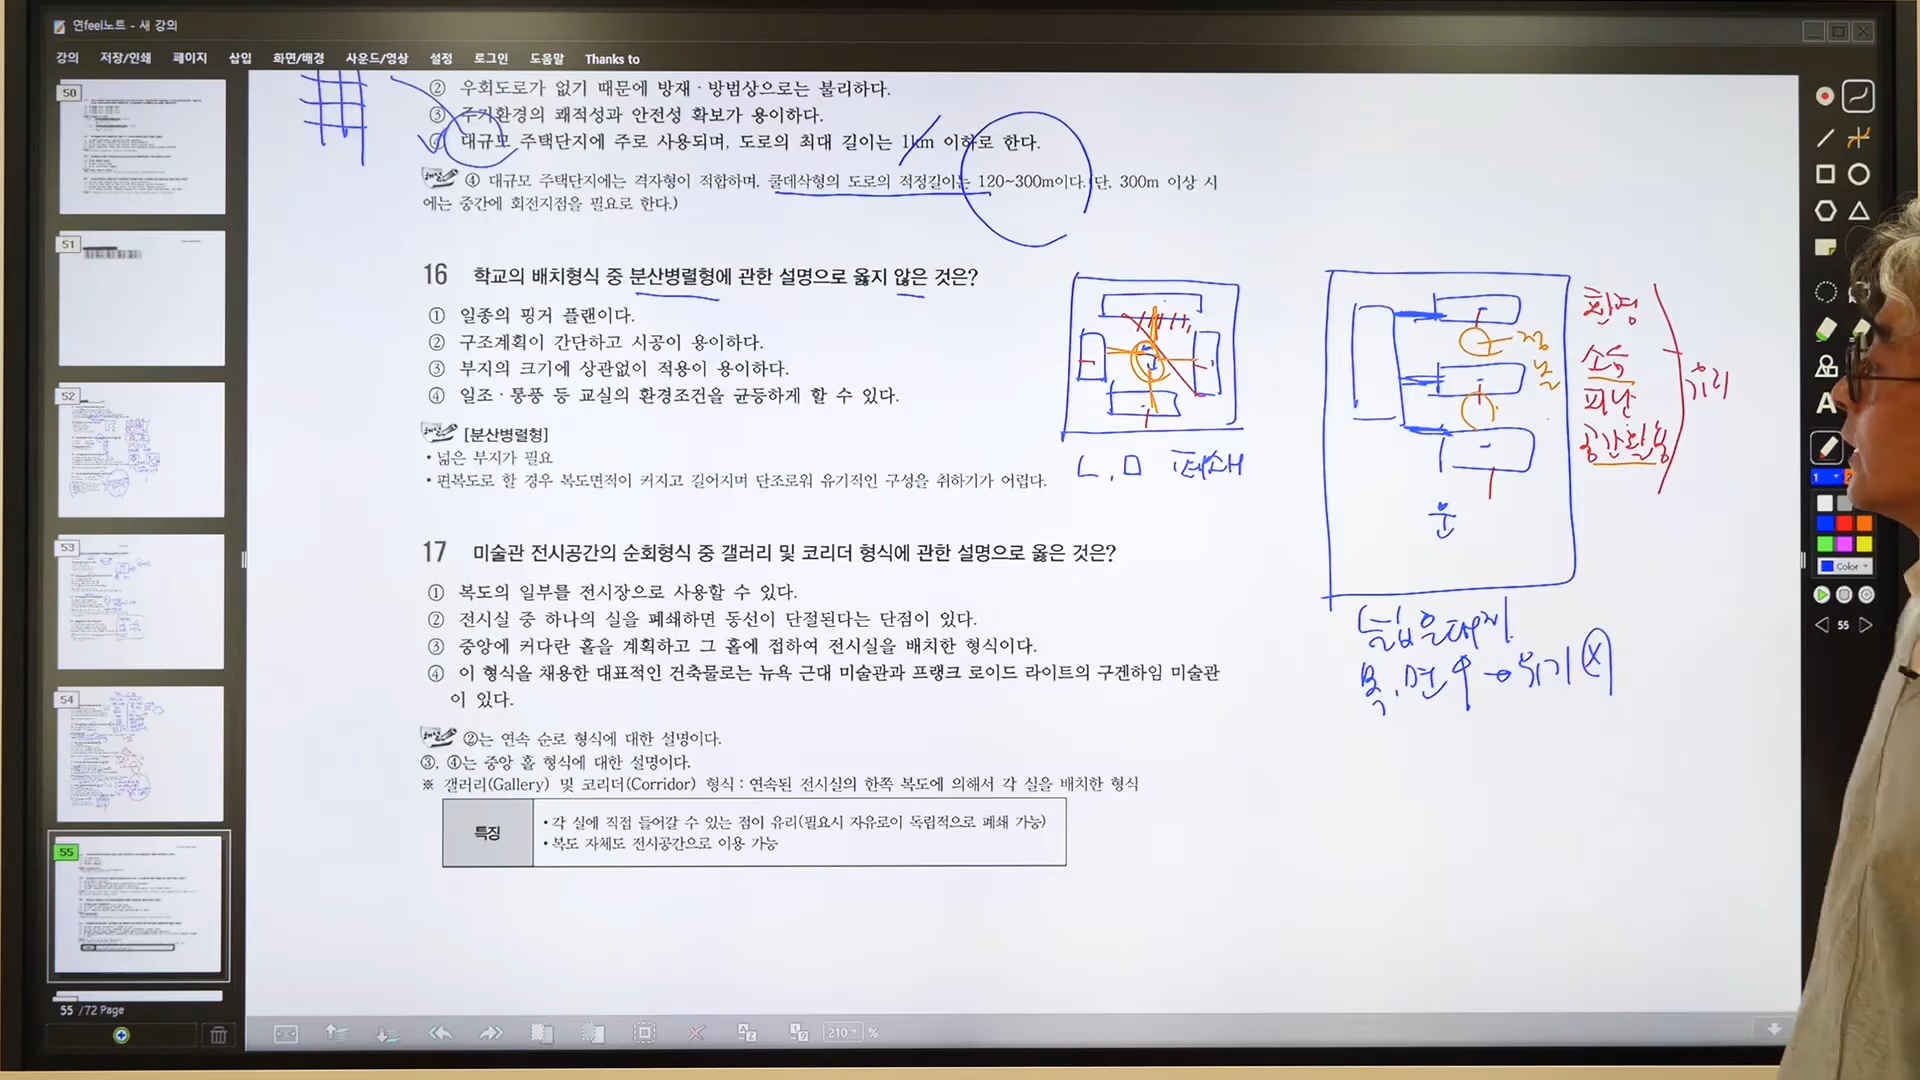 연feel노트 - 새 강의
강의 저장/인쇄 페이지 삽입 화면/배경 사운드/영상 설정 로그인 도움말 Thanks to
50
51
52
53
54
55
55 /72 Page
② 우회도로가 없기 때문에 방재·방범상으로는 불리하다.
③ 주거환경의 쾌적성과 안전성 확보가 용이하다.
④ 대규모 주택단지에 주로 사용되며, 도로의 최대 길이는 1km 이하로 한다.
해설 ④ 대규모 주택단지에는 격자형이 적합하며, 쿨데삭형의 도로의 적정길이는 120~300m이다.(단, 300m 이상 시
에는 중간에 회전지점을 필요로 한다.)
16 학교의 배치형식 중 분산병렬형에 관한 설명으로 옳지 않은 것은?
① 일종의 핑거 플랜이다.
② 구조계획이 간단하고 시공이 용이하다.
③ 부지의 크기에 상관없이 적용이 용이하다.
④ 일조·통풍 등 교실의 환경조건을 균등하게 할 수 있다.
해설 [분산병렬형]
• 넓은 부지가 필요
• 편복도로 할 경우 복도면적이 커지고 길어지며 단조로워 유기적인 구성을 취하기가 어렵다.
ㄴ, ㅁ 폐쇄
환경
소음
피난
공간활용
유리
운
17 미술관 전시공간의 순회형식 중 갤러리 및 코리더 형식에 관한 설명으로 옳은 것은?
① 복도의 일부를 전시장으로 사용할 수 있다.
② 전시실 중 하나의 실을 폐쇄하면 동선이 단절된다는 단점이 있다.
③ 중앙에 커다란 홀을 계획하고 그 홀에 접하여 전시실을 배치한 형식이다.
④ 이 형식을 채용한 대표적인 건축물로는 뉴욕 근대 미술관과 프랭크 로이드 라이트의 구겐하임 미술관
이 있다.
해설 ②는 연속 순로 형식에 대한 설명이다.
③, ④는 중앙 홀 형식에 대한 설명이다.
※ 갤러리(Gallery) 및 코리더(Corridor) 형식 : 연속된 전시실의 한쪽 복도에 의해서 각 실을 배치한 형식
특징
• 각 실에 직접 들어갈 수 있는 점이 유리(필요시 자유로이 독립적으로 폐쇄 가능)
• 복도 자체도 전시공간으로 이용 가능
Color
55
210 %